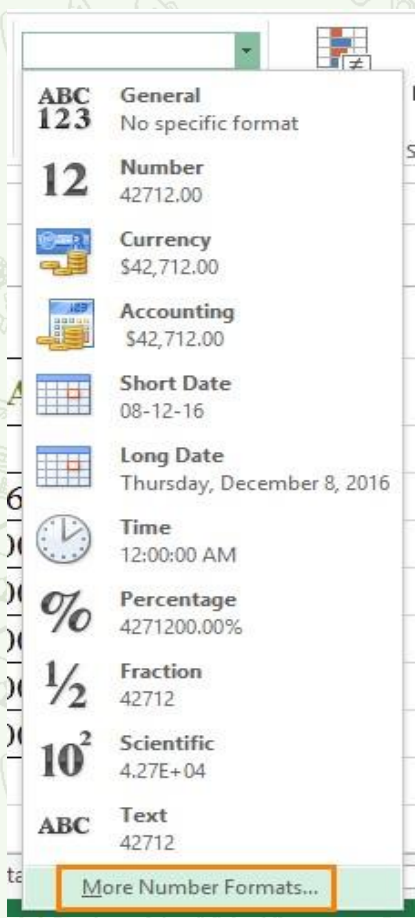 ABC
123
General
No specific format
12
Number
42712.00
Currency
$42,712.00
Accounting
$42,712.00
Short Date
08-12-16
Long Date
Thursday, December 8, 2016
Time
12:00:00 AM
%
Percentage
4271200.00%
½
Fraction
42712
10²
Scientific
4.27E+04
ABC
Text
42712
More Number Formats...